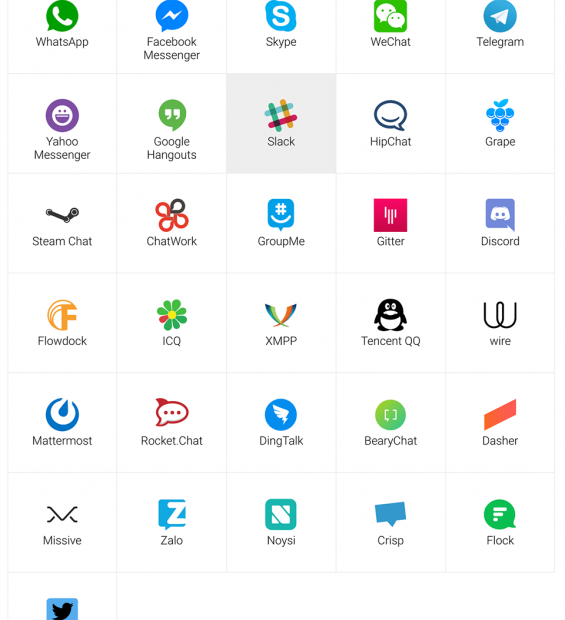 WhatsApp
Facebook
Messenger
Skype
WeChat
Telegram
Yahoo
Messenger
Google
Hangouts
Slack
HipChat
Grape
Steam Chat
ChatWork
GroupMe
Gitter
Discord
Flowdock
ICQ
XMPP
Tencent QQ
wire
Mattermost
Rocket.Chat
DingTalk
BearyChat
Dasher
Missive
Zalo
Noysi
Crisp
Flock